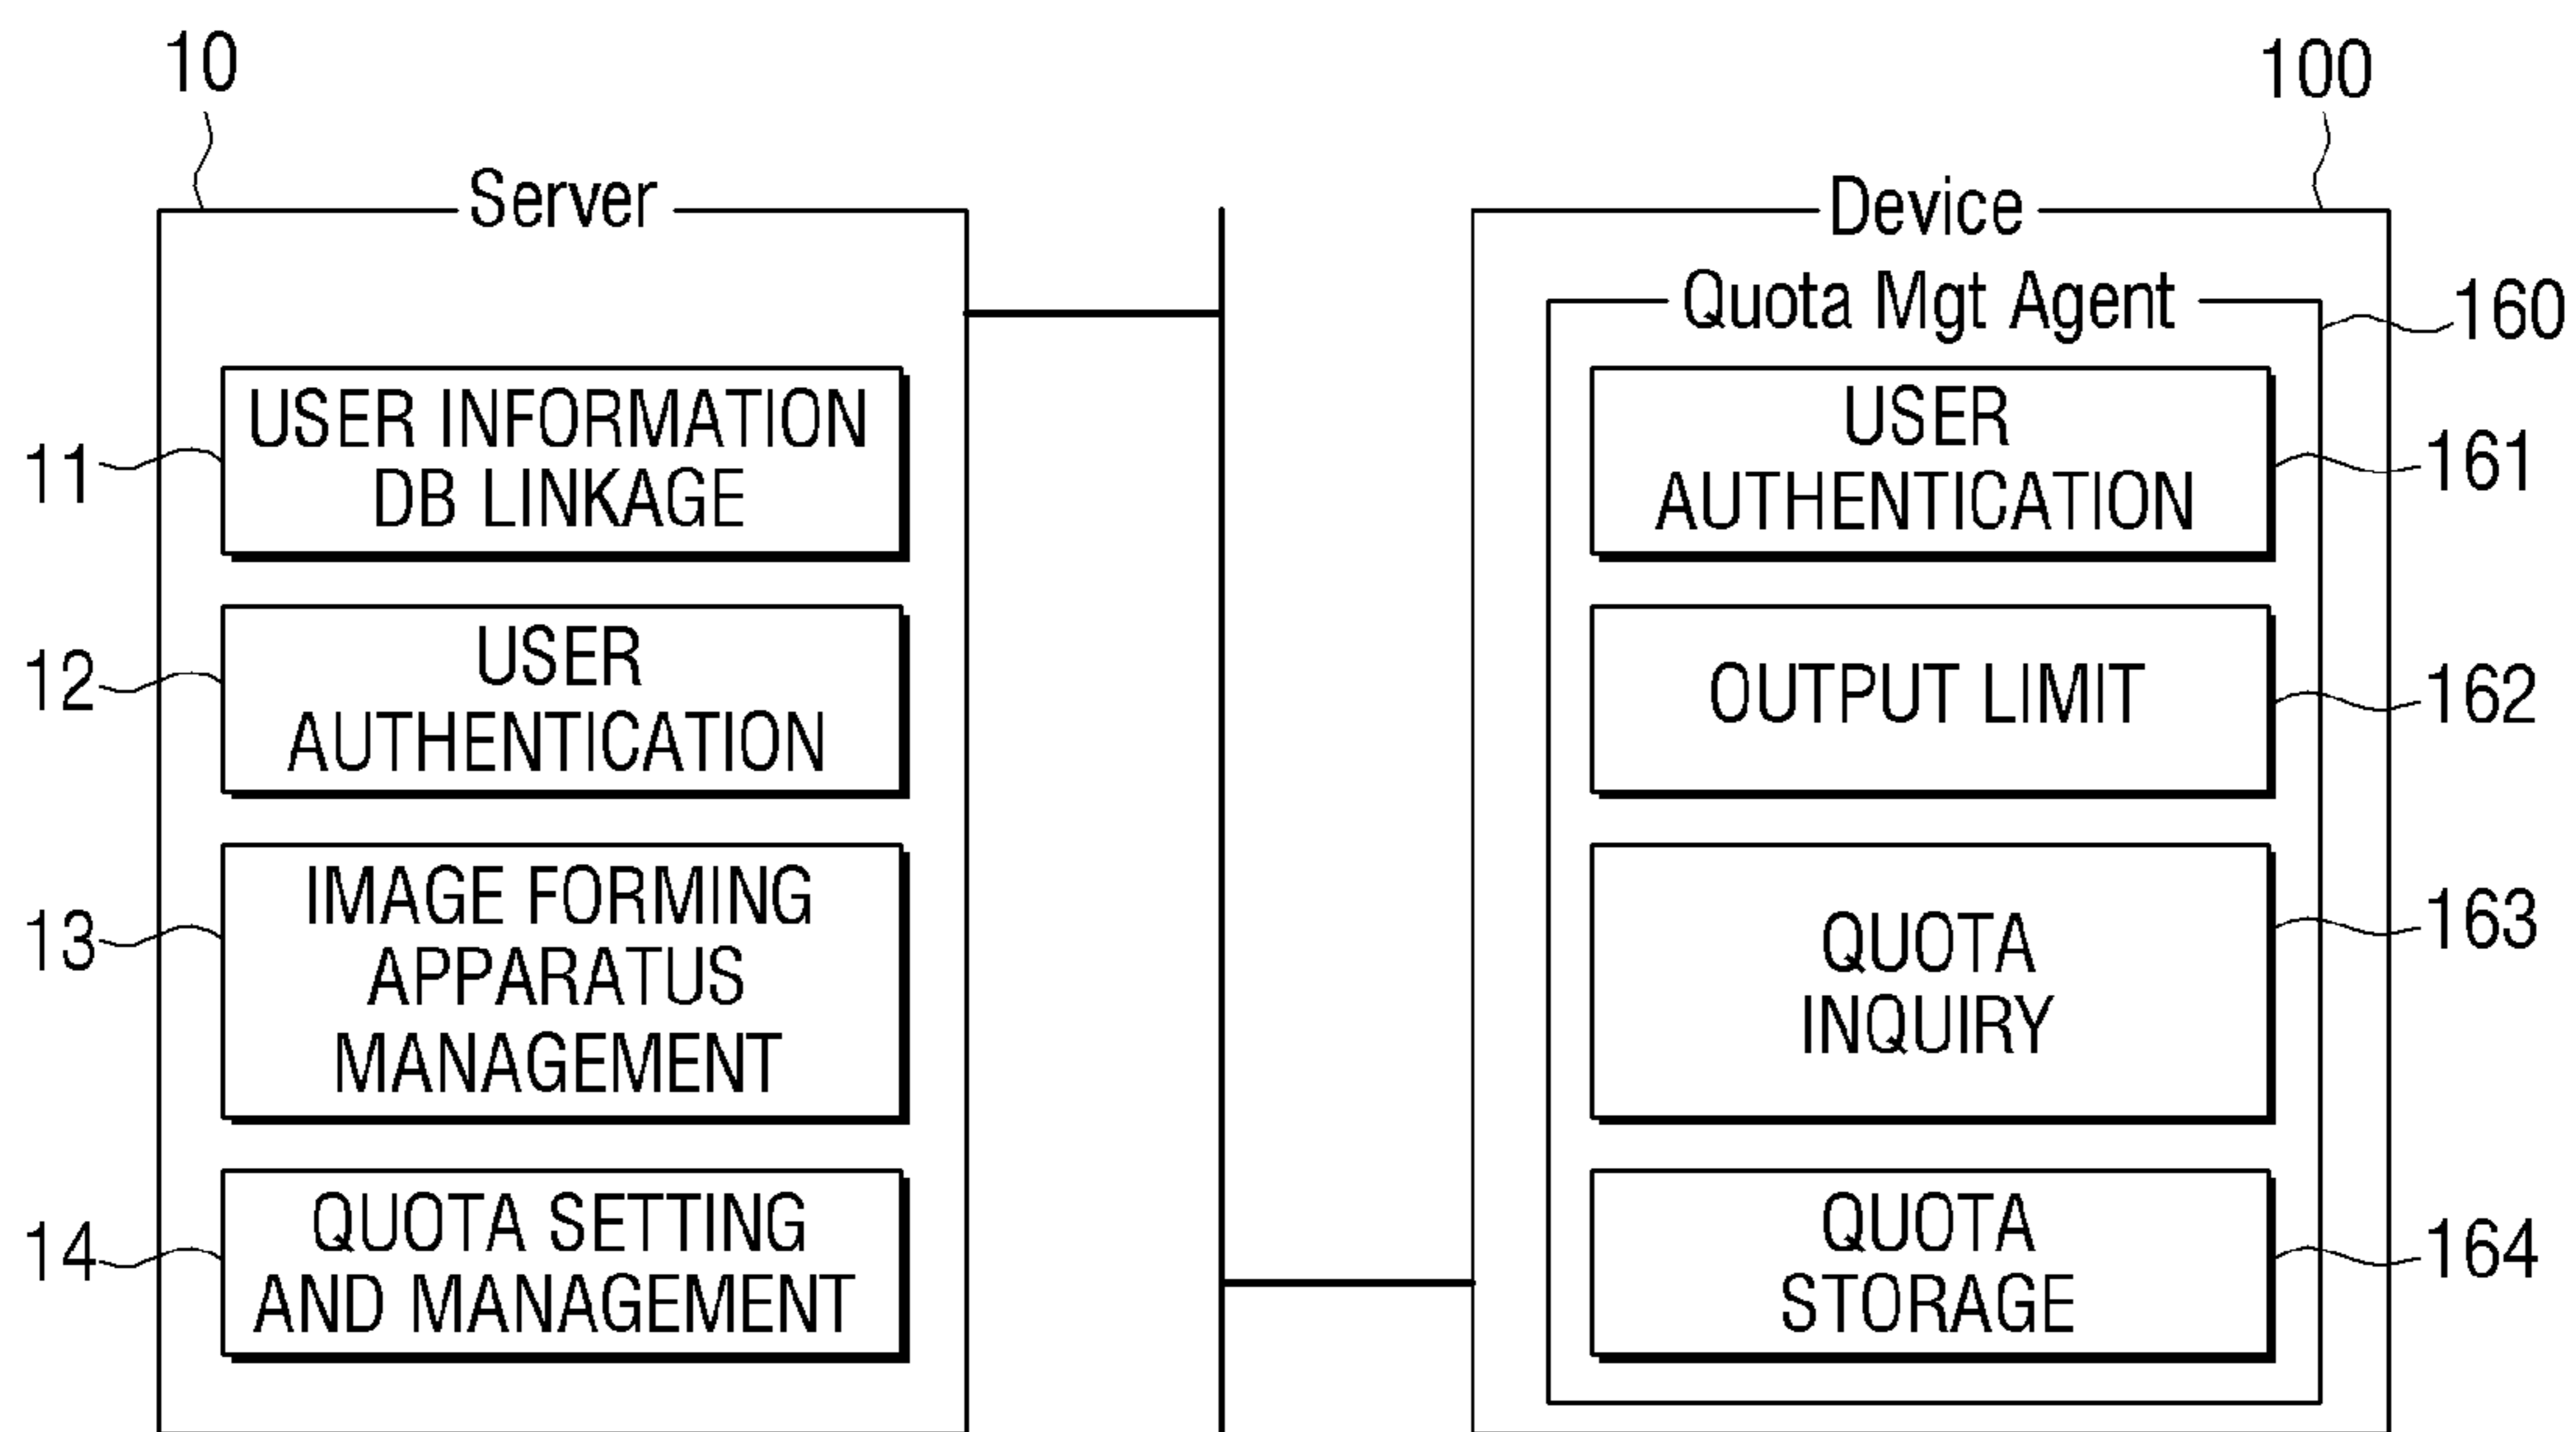 10
Server
11
USER INFORMATION
DB LINKAGE
12
USER
AUTHENTICATION
13
IMAGE FORMING
APPARATUS
MANAGEMENT
14
QUOTA SETTING
AND MANAGEMENT
100
Device
Quota Mgt Agent
160
USER
AUTHENTICATION
161
OUTPUT LIMIT
162
QUOTA
INQUIRY
163
QUOTA
STORAGE
164